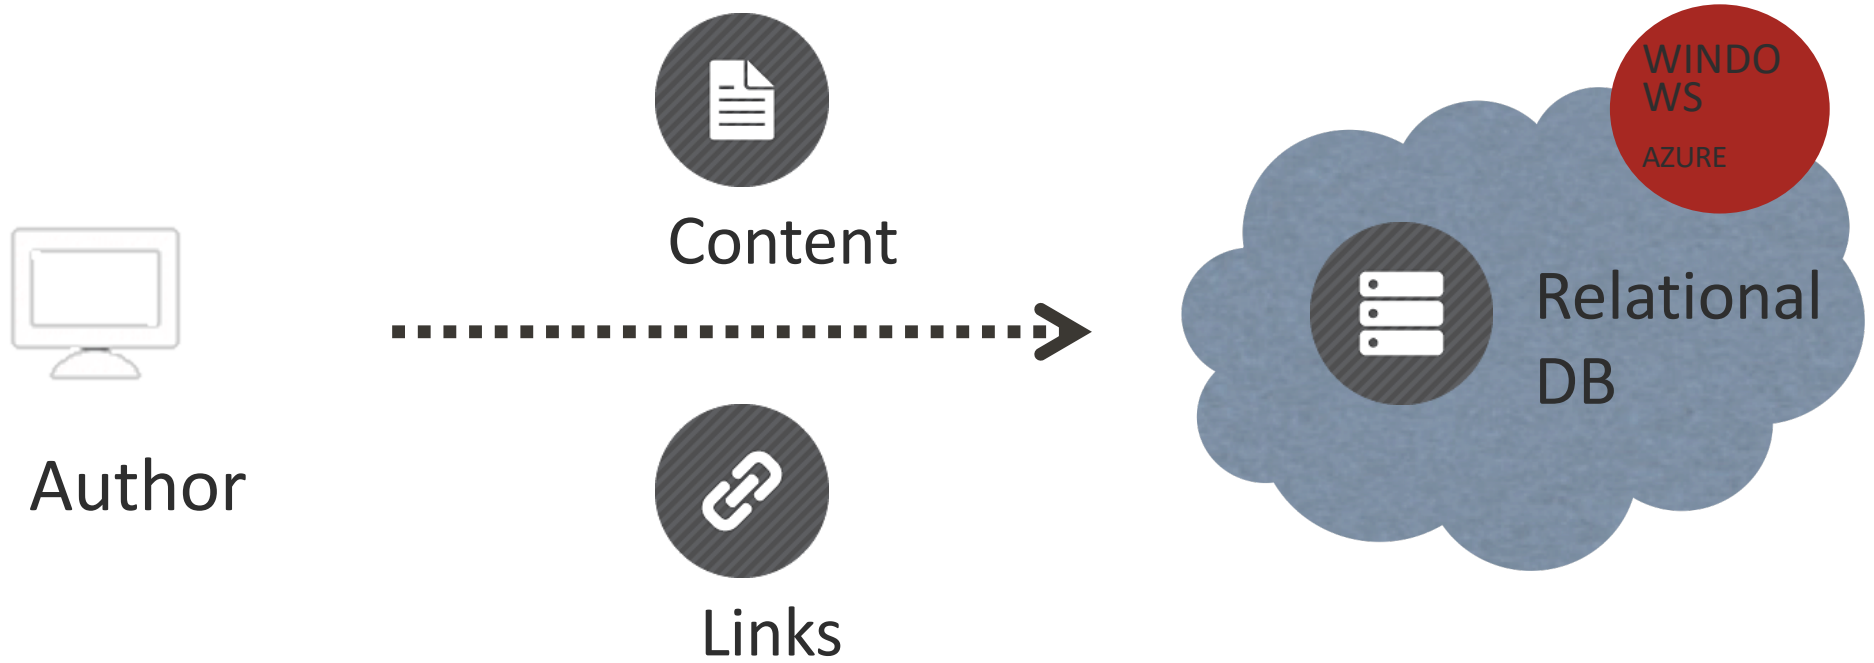 Author
Content
Links
WINDO
WS
AZURE
Relational
DB